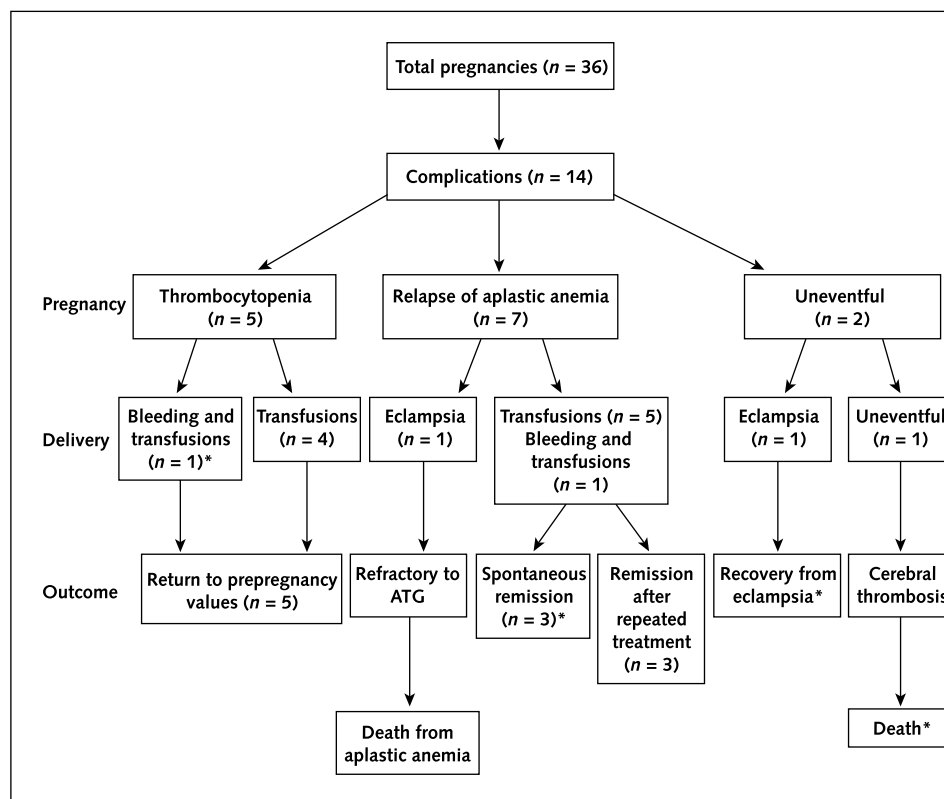 Total pregnancies (n = 36)
Complications (n = 14)
Pregnancy
Thrombocytopenia
(n = 5)
Relapse of aplastic anemia
(n = 7)
Uneventful
(n = 2)
Delivery
Bleeding and
transfusions
(n = 1)*
Transfusions
(n = 4)
Eclampsia
(n = 1)
Transfusions (n = 5)
Bleeding and
transfusions
(n = 1)
Eclampsia
(n = 1)
Uneventful
(n = 1)
Outcome
Return to prepregnancy
values (n = 5)
Refractory to
ATG
Spontaneous
remission
(n = 3)*
Remission
after
repeated
treatment
(n = 3)
Recovery from
eclampsia*
Cerebral
thrombosis
Death from
aplastic anemia
Death*